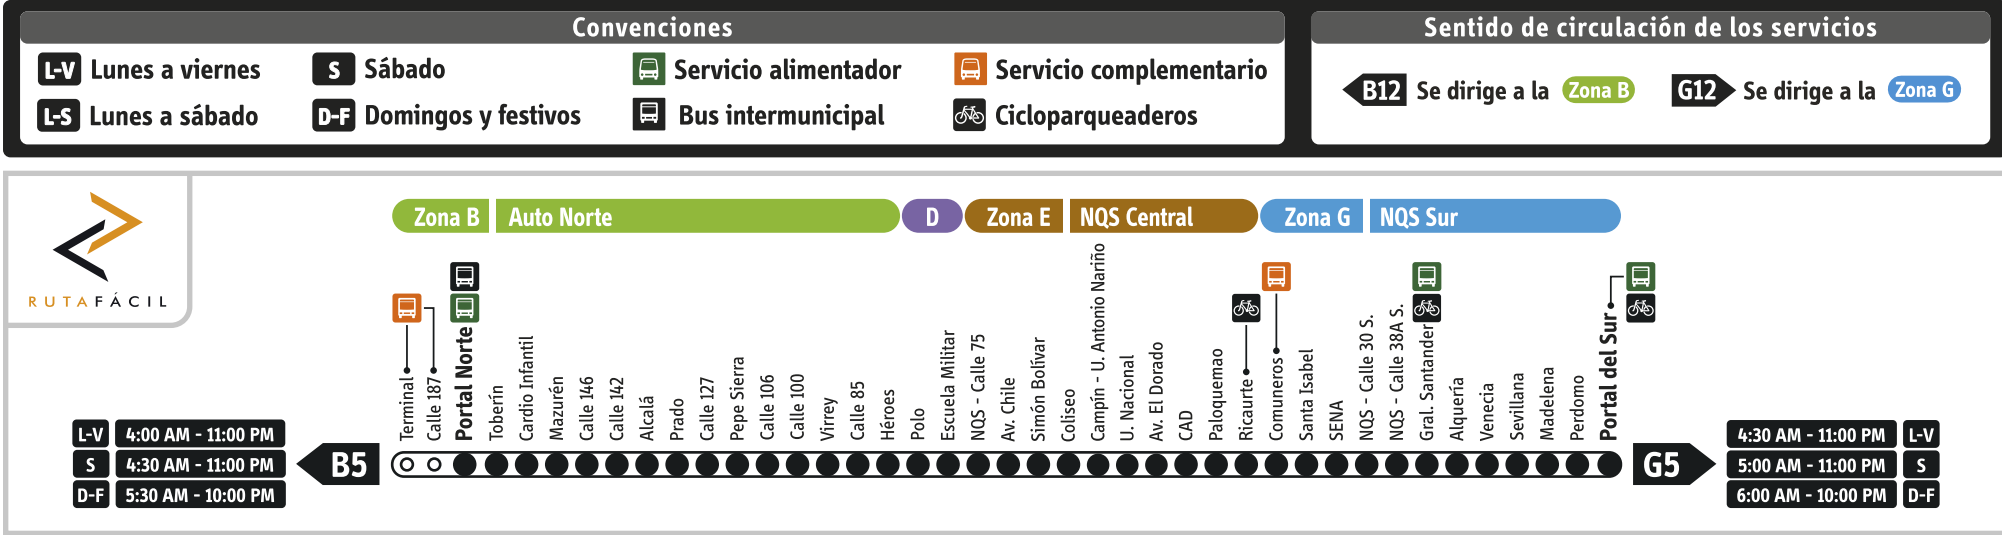 Convenciones
L-V Lunes a viernes
S Sábado
Servicio alimentador
Servicio complementario
L-S Lunes a sábado
D-F Domingos y festivos
Bus intermunicipal
Cicloparqueaderos
Sentido de circulación de los servicios
B12 Se dirige a la Zona B
G12 Se dirige a la Zona G
RUTAFÁCIL
Zona B Auto Norte
D
Zona E NQS Central
Zona G NQS Sur
Terminal
Calle 187
Portal Norte
Toberín
Cardio Infantil
Mazurén
Calle 146
Calle 142
Alcalá
Prado
Calle 127
Pepe Sierra
Calle 106
Calle 100
Virrey
Calle 85
Héroes
Polo
Escuela Militar
NQS - Calle 75
Av. Chile
Simón Bolívar
Coliseo
Campín - U. Antonio Nariño
U. Nacional
Av. El Dorado
CAD
Paloquemao
Ricaurte
Comuneros
Santa Isabel
SENA
NQS - Calle 30 S.
NQS - Calle 38A S.
Gral. Santander
Alquería
Venecia
Sevillana
Madelena
Perdomo
Portal del Sur
L-V 4:00 AM - 11:00 PM
S 4:30 AM - 11:00 PM
D-F 5:30 AM - 10:00 PM
B5
G5
4:30 AM - 11:00 PM L-V
5:00 AM - 11:00 PM S
6:00 AM - 10:00 PM D-F